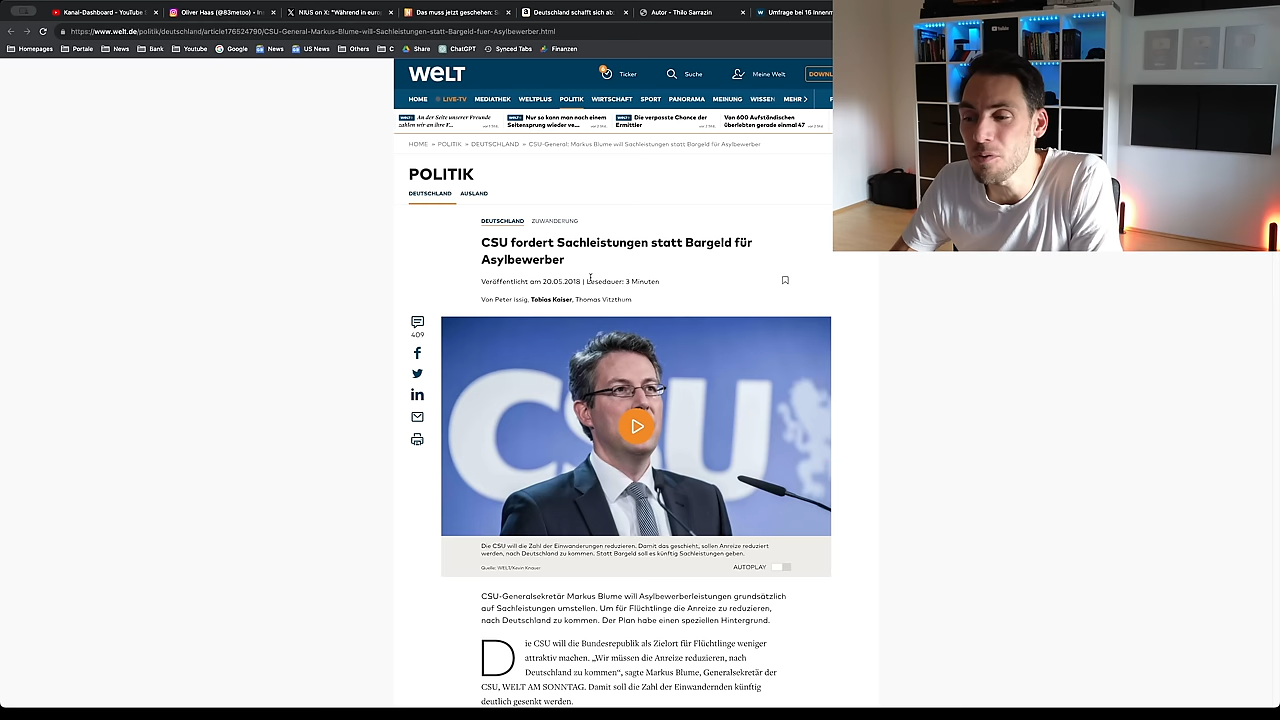 Kanal-Dashboard - YouTube
Oliver Haas (@83metoo) • In
NIUS on X: "Während in euro
Das muss jetzt geschehen:
Deutschland schafft sich ab
Autor - Thilo Sarrazin
Umfrage bei 16 Innenm
https://www.welt.de/politik/deutschland/article176524790/CSU-General-Markus-Blume-will-Sachleistungen-statt-Bargeld-fuer-Asylbewerber.html
Homepages
Portale
News
Bank
Youtube
Google
News
US News
Others
C
Share
ChatGPT
Synced Tabs
Finanzen
WELT
Ticker
Suche
Meine Welt
DOWNL
HOME
LIVE-TV
MEDIATHEK
WELTPLUS
POLITIK
WIRTSCHAFT
SPORT
PANORAMA
MEINUNG
WISSEN
MEHR
An der Seite unserer Freunde
zahlen wir an ihre F...
Nur so kann man noch einem
Seitensprung wieder ve...
Die verpasste Chance der
Ermittler
Von 600 Aufständischen
überlebten gerade einmal 47
HOME » POLITIK » DEUTSCHLAND » CSU-General: Markus Blume will Sachleistungen statt Bargeld für Asylbewerber
POLITIK
DEUTSCHLAND
AUSLAND
DEUTSCHLAND
ZUWANDERUNG
CSU fordert Sachleistungen statt Bargeld für
Asylbewerber
Veröffentlicht am 20.05.2018 | Lesedauer: 3 Minuten
Von Peter Issig, Tobias Kaiser, Thomas Vitzthum
409
CSU
Die CSU will die Zahl der Einwanderungen reduzieren. Damit das geschieht, sollen Anreize reduziert
werden, nach Deutschland zu kommen. Statt Bargeld soll es künftig Sachleistungen geben.
Quelle: WELT/Kevin Knauer
AUTOPLAY
CSU-Generalsekretär Markus Blume will Asylbewerberleistungen grundsätzlich
auf Sachleistungen umstellen. Um für Flüchtlinge die Anreize zu reduzieren,
nach Deutschland zu kommen. Der Plan habe einen speziellen Hintergrund.
Die CSU will die Bundesrepublik als Zielort für Flüchtlinge weniger
attraktiv machen. „Wir müssen die Anreize reduzieren, nach
Deutschland zu kommen“, sagte Markus Blume, Generalsekretär der
CSU, WELT AM SONNTAG. Damit soll die Zahl der Einwandernden künftig
deutlich gesenkt werden.